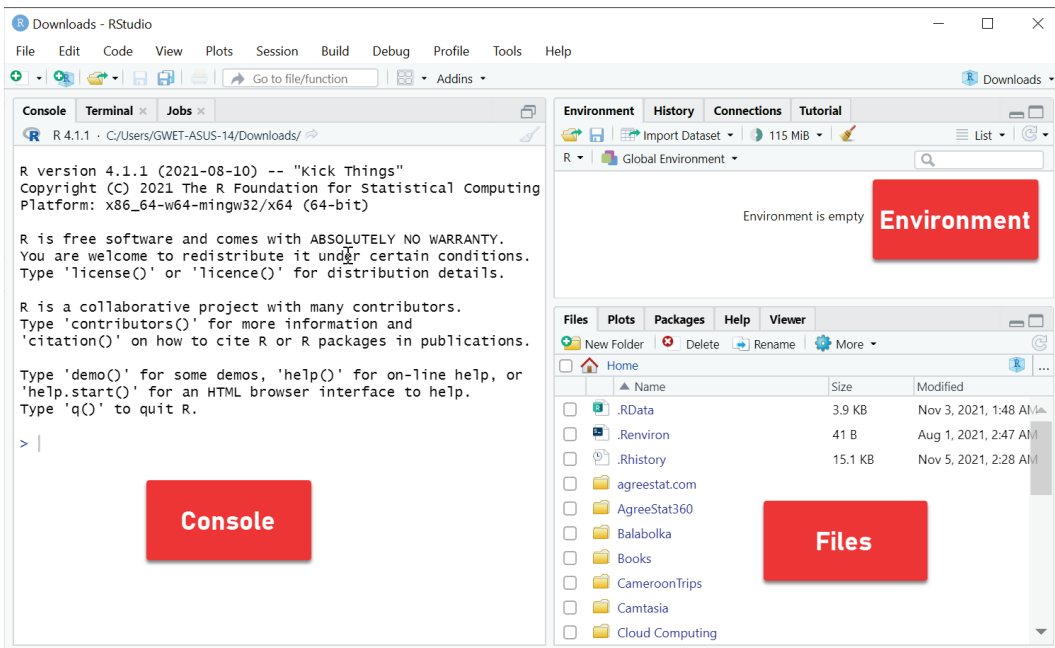 R Downloads - RStudio
File Edit Code View Plots Session Build Debug Profile Tools Help
R Go to file/function Addins R Downloads
Console Terminal Jobs
R R 4.1.1 · C:/Users/GWET-ASUS-14/Downloads/
R version 4.1.1 (2021-08-10) -- "Kick Things"
Copyright (C) 2021 The R Foundation for Statistical Computing
Platform: x86_64-w64-mingw32/x64 (64-bit)
R is free software and comes with ABSOLUTELY NO WARRANTY.
You are welcome to redistribute it under certain conditions.
Type 'license()' or 'licence()' for distribution details.
R is a collaborative project with many contributors.
Type 'contributors()' for more information and
'citation()' on how to cite R or R packages in publications.
Type 'demo()' for some demos, 'help()' for on-line help, or
'help.start()' for an HTML browser interface to help.
Type 'q()' to quit R.
>
Console
Environment History Connections Tutorial
Import Dataset 115 MiB List
R Global Environment
Environment is empty
Environment
Files Plots Packages Help Viewer
New Folder Delete Rename More
Home R ...
Name Size Modified
.RData 3.9 KB Nov 3, 2021, 1:48 AM
.Renviron 41 B Aug 1, 2021, 2:47 AM
.Rhistory 15.1 KB Nov 5, 2021, 2:28 AM
agreestat.com
AgreeStat360
Balabolka
Books
CameroonTrips
Camtasia
Cloud Computing
Files